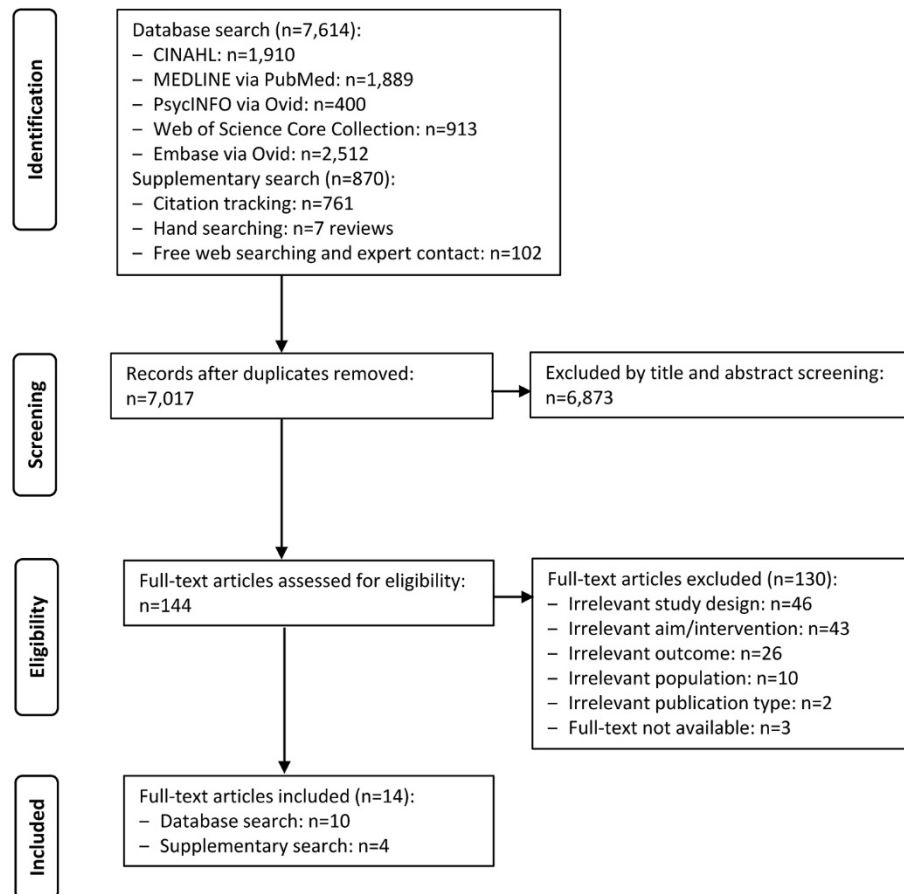 Identification
Database search (n=7,614):
– CINAHL: n=1,910
– MEDLINE via PubMed: n=1,889
– PsycINFO via Ovid: n=400
– Web of Science Core Collection: n=913
– Embase via Ovid: n=2,512
Supplementary search (n=870):
– Citation tracking: n=761
– Hand searching: n=7 reviews
– Free web searching and expert contact: n=102
Screening
Records after duplicates removed:
n=7,017
Excluded by title and abstract screening:
n=6,873
Eligibility
Full-text articles assessed for eligibility:
n=144
Full-text articles excluded (n=130):
– Irrelevant study design: n=46
– Irrelevant aim/intervention: n=43
– Irrelevant outcome: n=26
– Irrelevant population: n=10
– Irrelevant publication type: n=2
– Full-text not available: n=3
Included
Full-text articles included (n=14):
– Database search: n=10
– Supplementary search: n=4